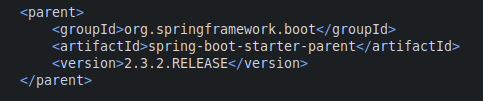 <parent>
    <groupId>org.springframework.boot</groupId>
    <artifactId>spring-boot-starter-parent</artifactId>
    <version>2.3.2.RELEASE</version>
</parent>